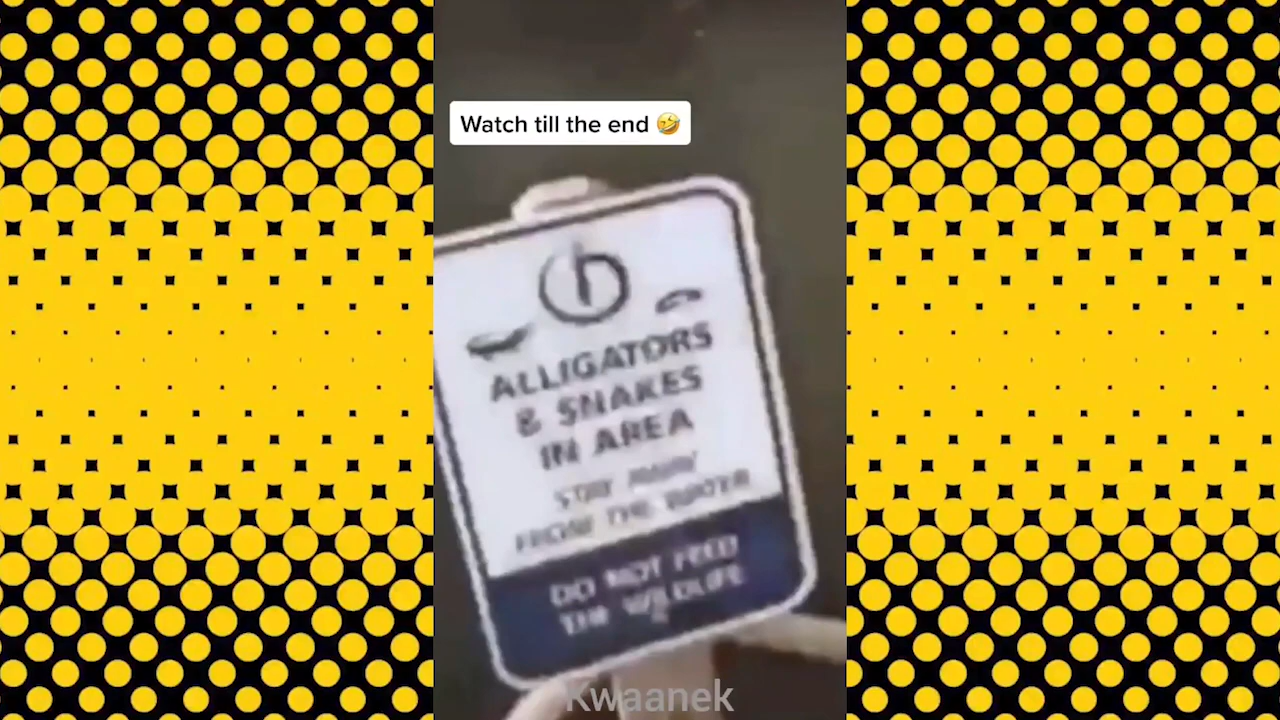 Watch till the end 🤣
ALLIGATORS
& SNAKES
IN AREA
STAY AWAY
FROM THE WATER
DO NOT FEED
THE WILDLIFE
Kwaanek